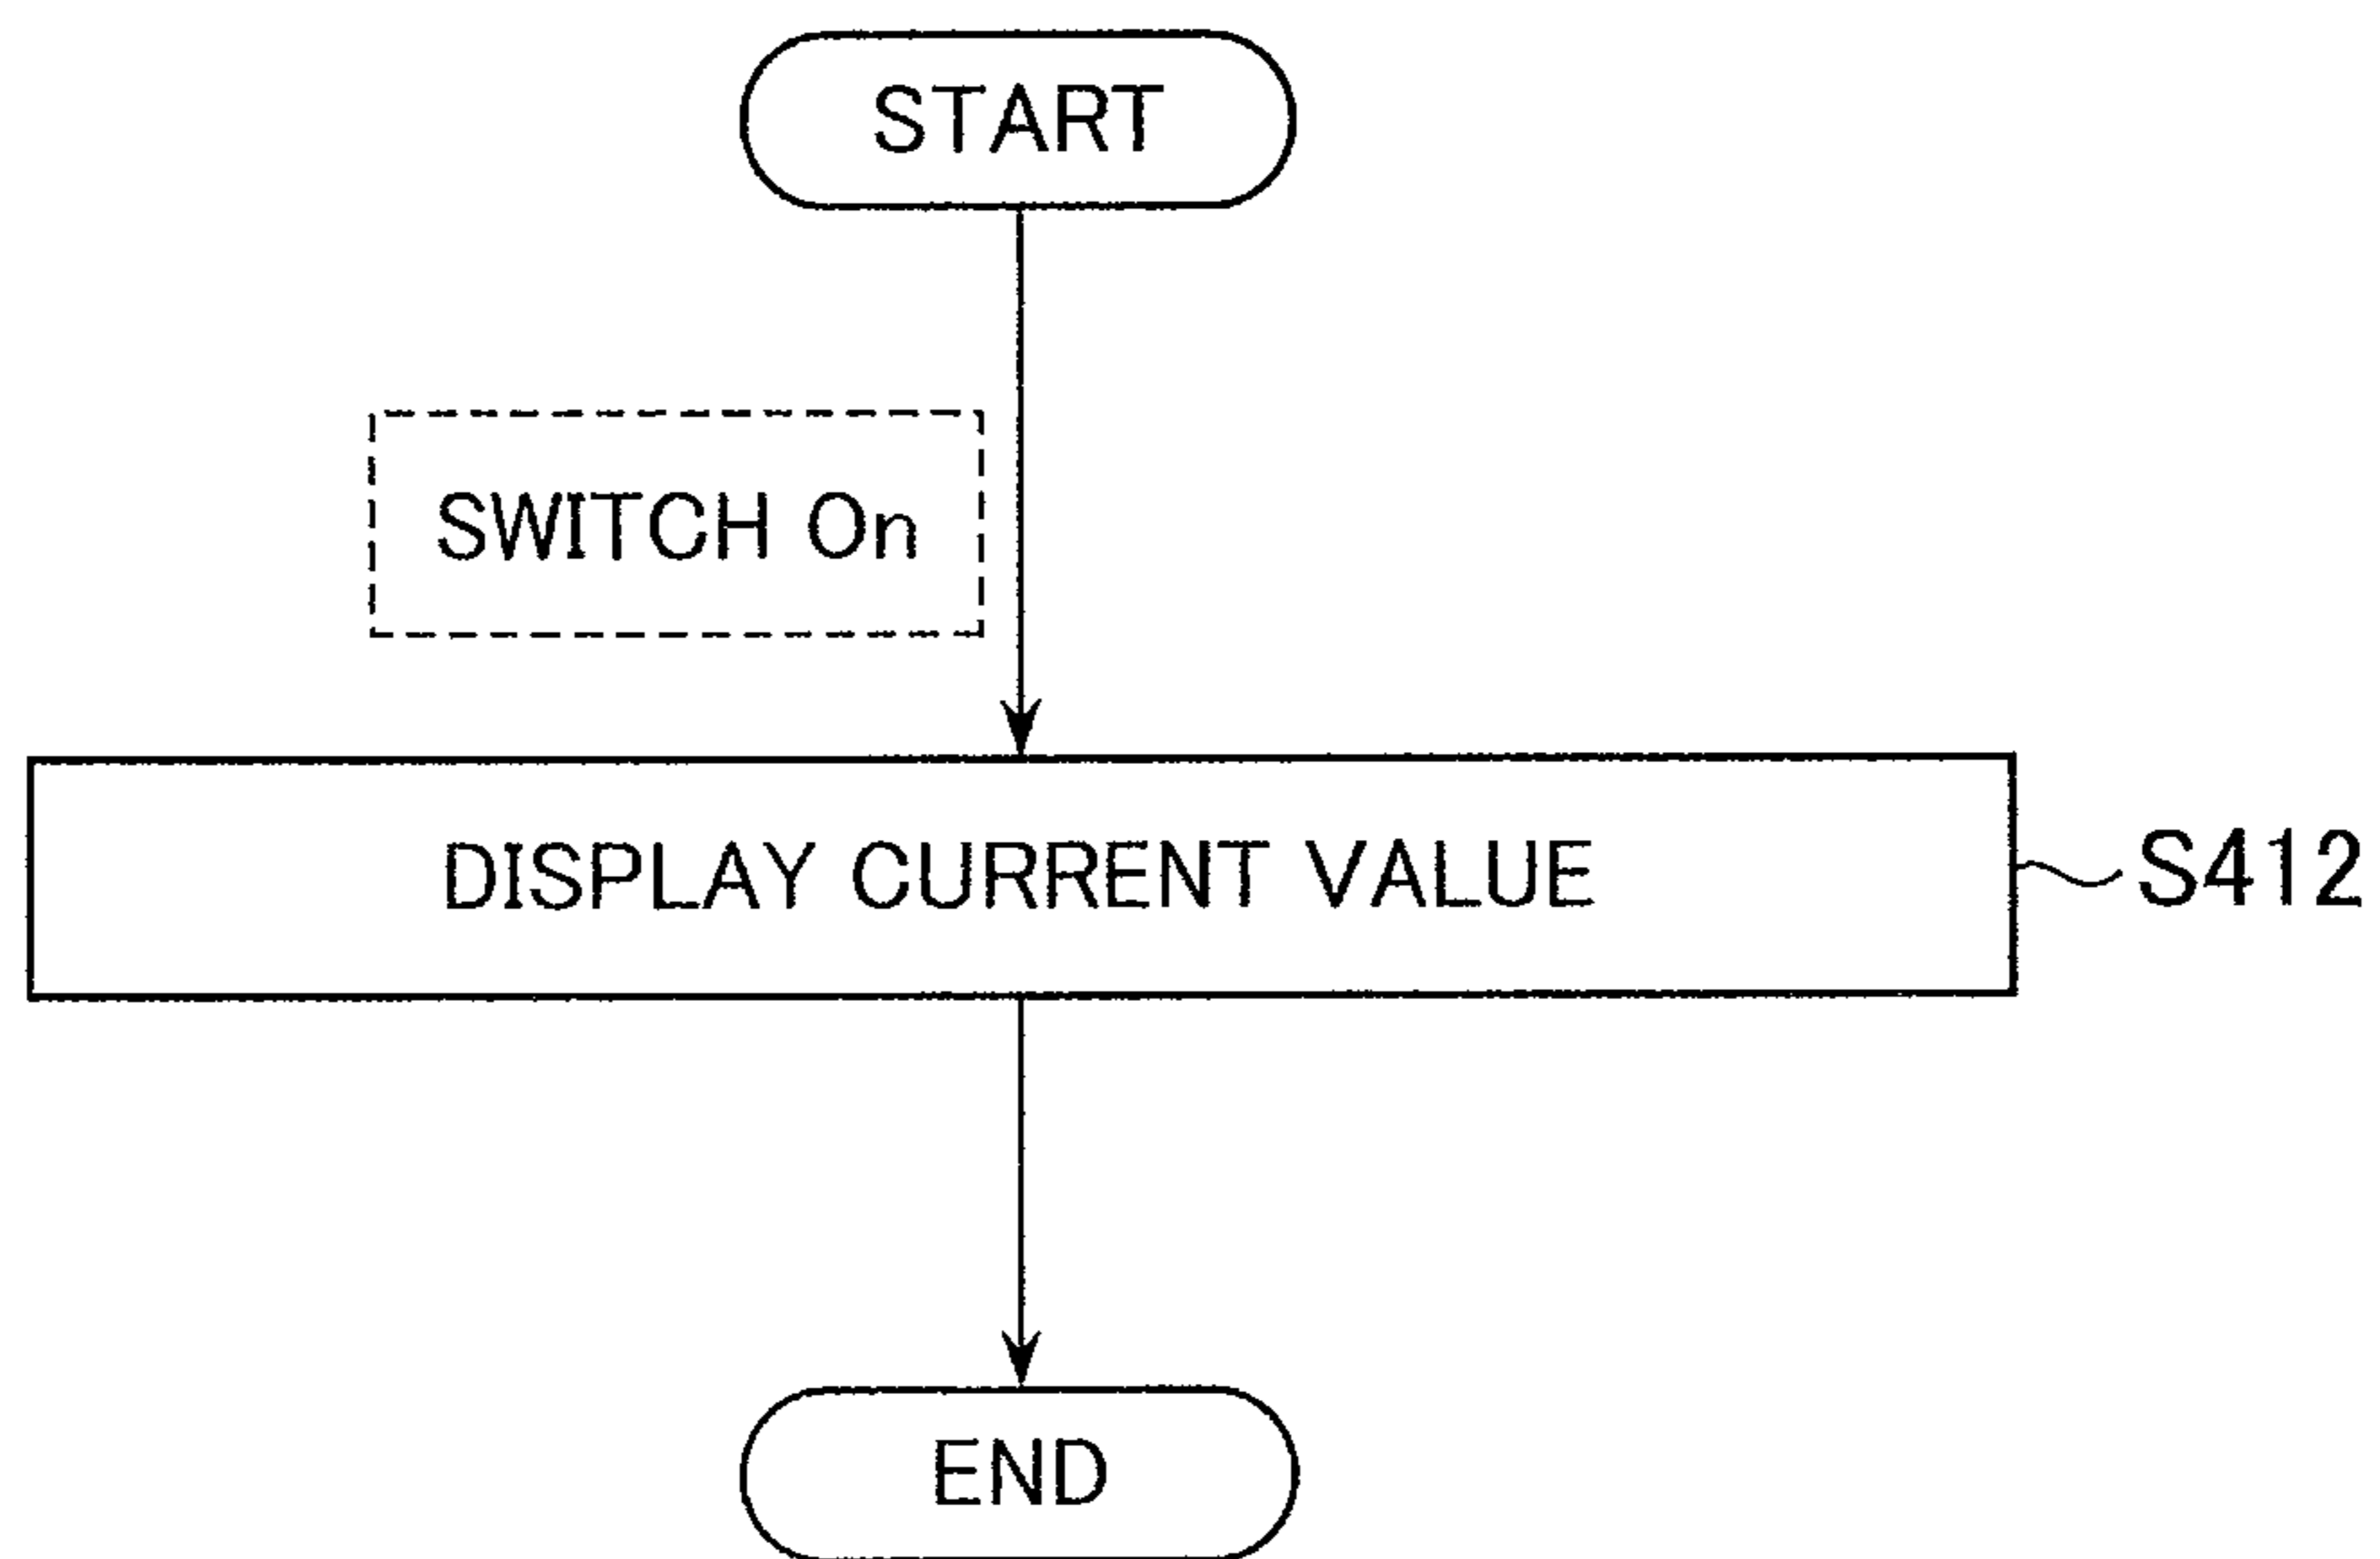 START
SWITCH On
DISPLAY CURRENT VALUE
S412
END